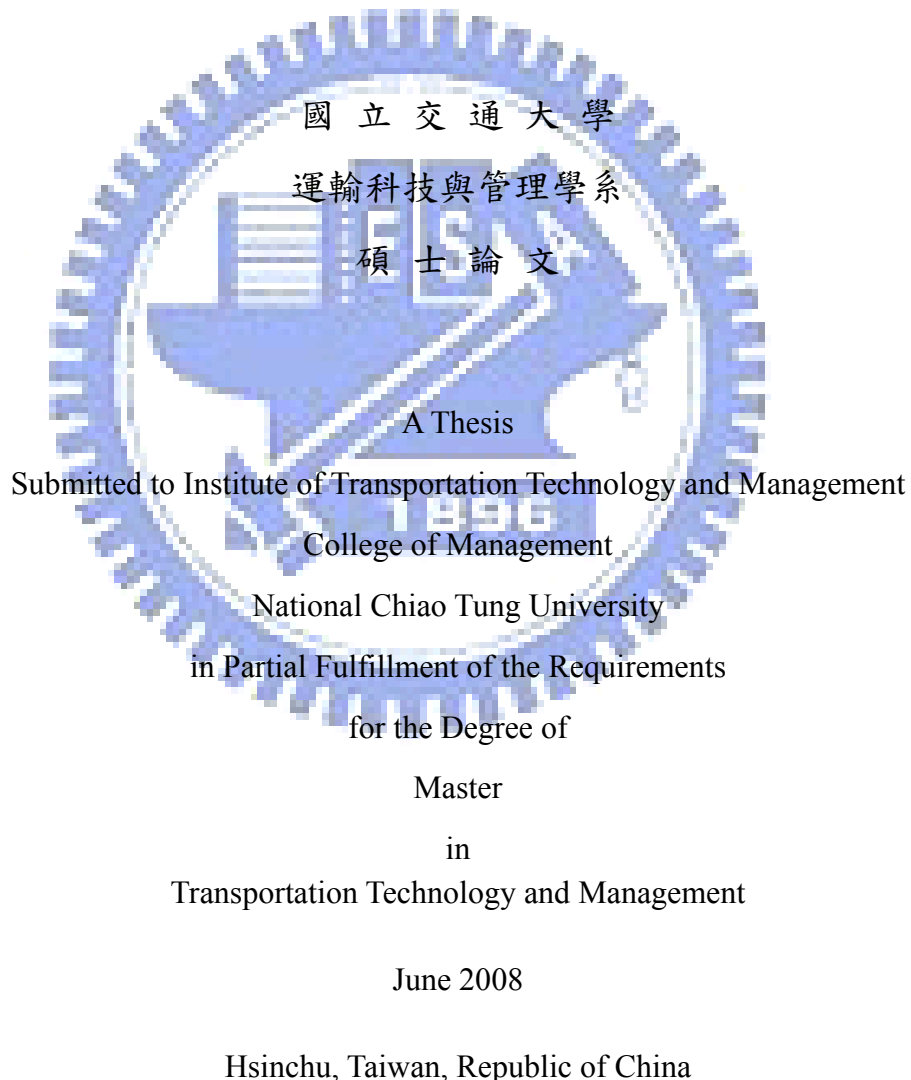 國 立 交 通 大 學
運輸科技與管理學系
碩 士 論 文
ES
A Thesis
Submitted to Institute of Transportation Technology and Management
1996
College of Management
National Chiao Tung University
in Partial Fulfillment of the Requirements
for the Degree of
Master
in
Transportation Technology and Management
June 2008
Hsinchu, Taiwan, Republic of China